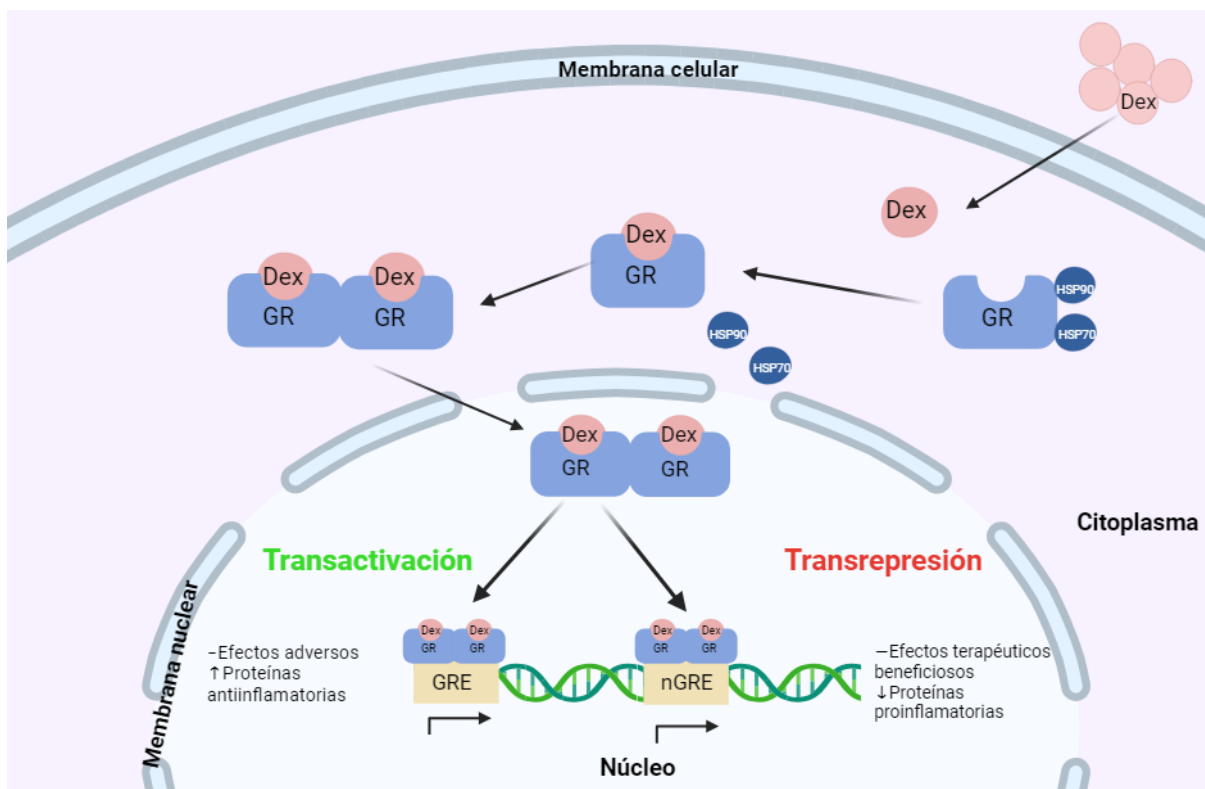 Membrana celular
Dex
Dex
Dex
GR
Dex
Dex
GR
GR
GR
HSP90
HSP70
HSP90
HSP70
Dex
Dex
GR
GR
Citoplasma
Transactivación
Transrepresión
Membrana nuclear
-Efectos adversos
↑Proteínas
antiinflamatorias
Dex
Dex
GR
GR
GRE
Dex
Dex
GR
GR
nGRE
—Efectos terapéuticos
beneficiosos
↓Proteínas
proinflamatorias
Núcleo